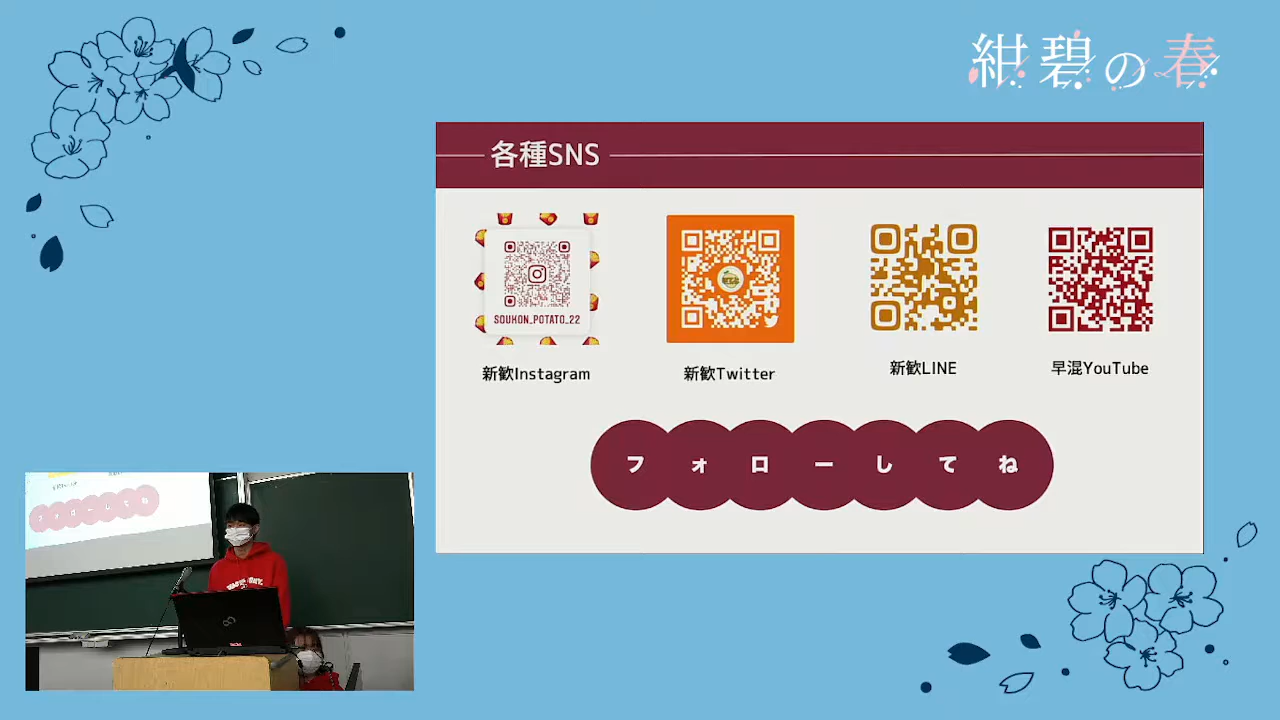 紺碧の春
各種SNS
SOUKON_POTATO_22
新歓Instagram
新歓Twitter
新歓LINE
早混YouTube
フォローしてね